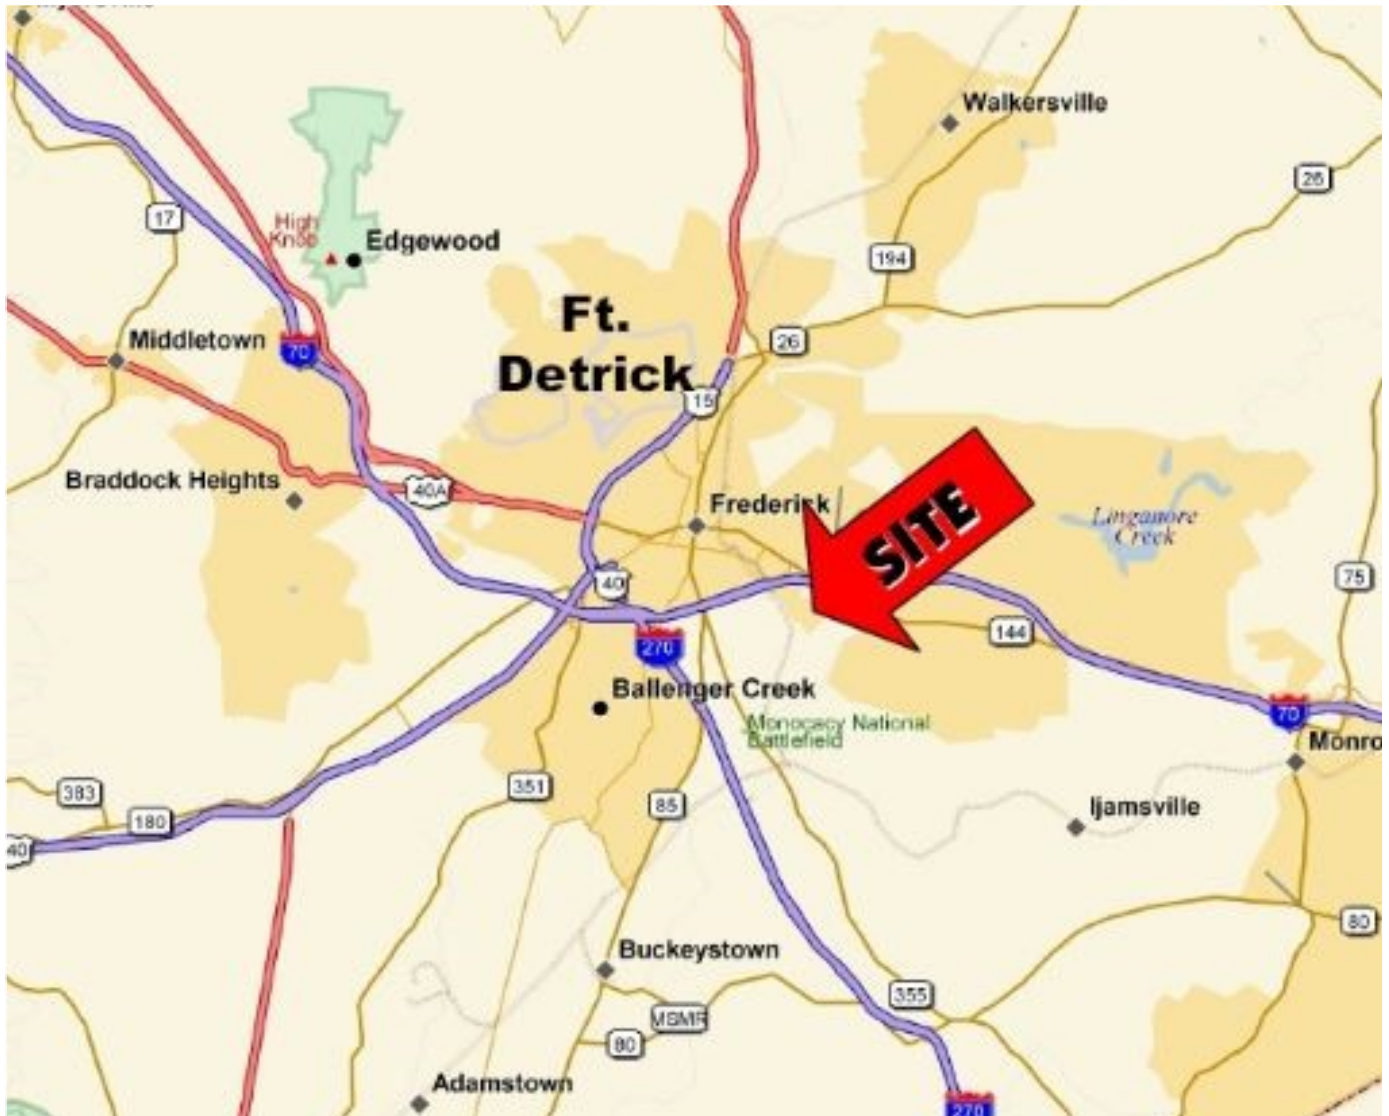 Walkersville
26
17
High
Knob
Edgewood
194
Ft.
Detrick
Middletown
70
26
15
Braddock Heights
40A
Frederick
SITE
Linganore
Creek
40
75
144
270
Ballenger Creek
Monocacy National
Battlefield
70
Monro
383
180
351
85
Ijamsville
40
80
Buckeystown
355
MSMR
80
Adamstown
270